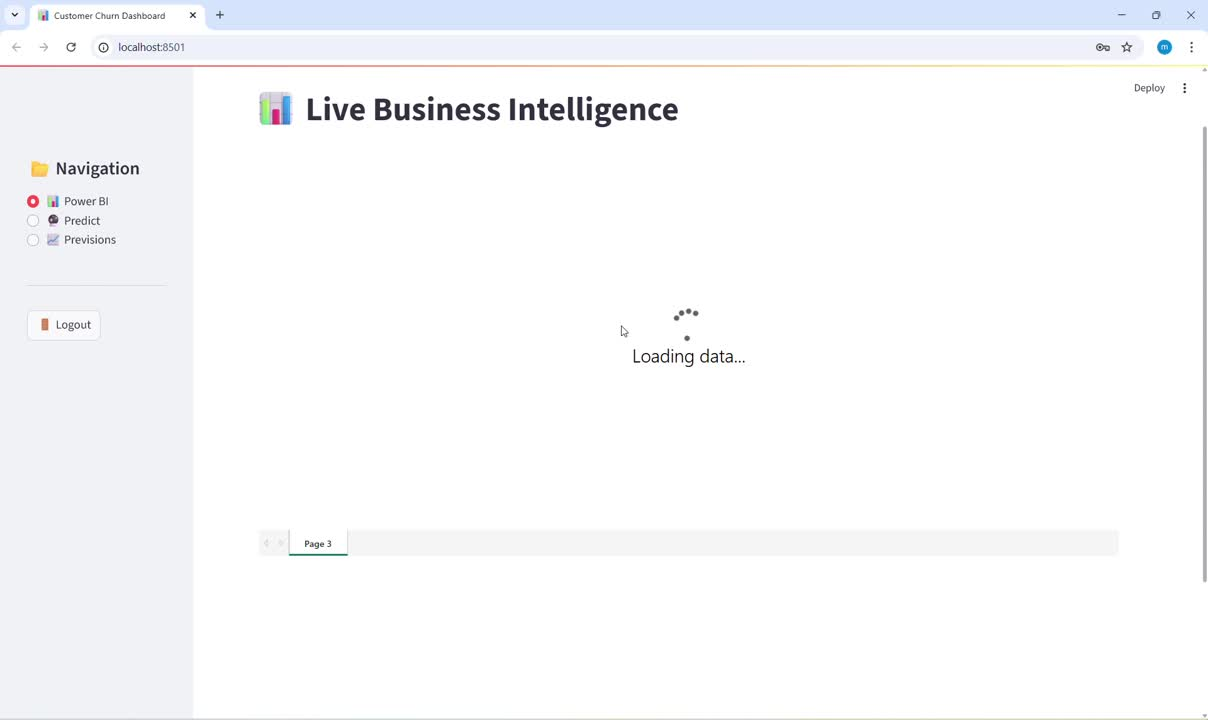 Customer Churn Dashboard
localhost:8501
m
Deploy
Live Business Intelligence
Navigation
Power BI
Predict
Previsions
Logout
Loading data...
Page 3